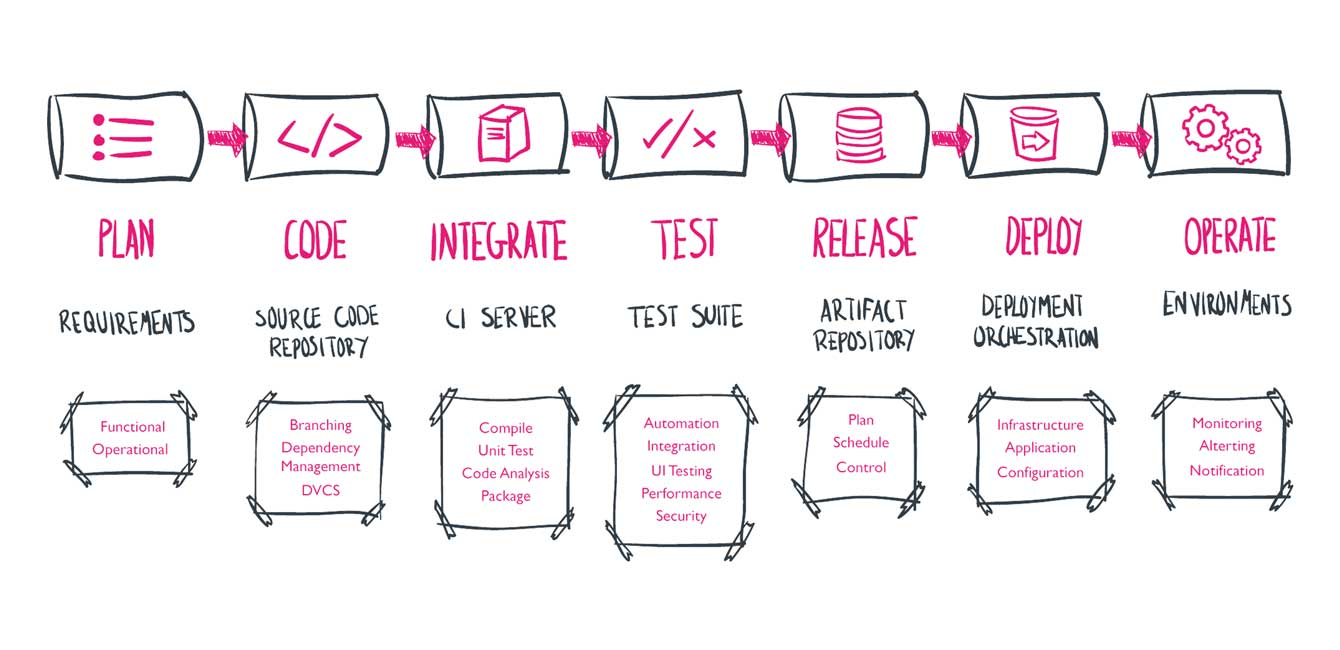 PLAN
CODE
INTEGRATE
TEST
RELEASE
DEPLOY
OPERATE
REQUIREMENTS
SOURCE CODE
REPOSITORY
CI SERVER
TEST SUITE
ARTIFACT
REPOSITORY
DEPLOYMENT
ORCHESTRATION
ENVIRONMENTS
Functional
Operational
Branching
Dependency
Management
DVCS
Compile
Unit Test
Code Analysis
Package
Automation
Integration
UI Testing
Performance
Security
Plan
Schedule
Control
Infrastructure
Application
Configuration
Monitoring
Alterting
Notification